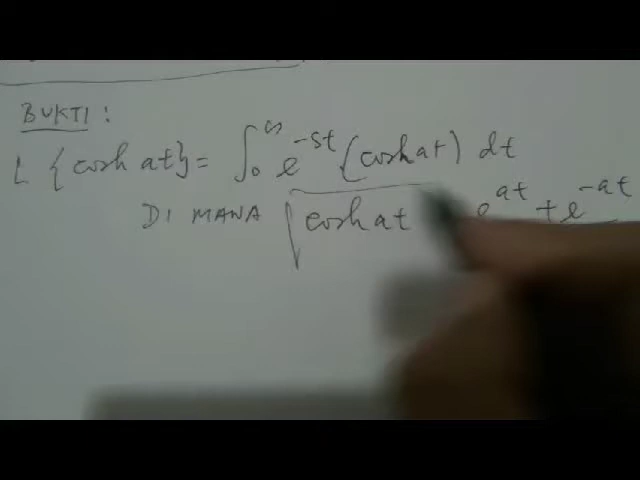 BUKTI :
L {cosh at} = ∫₀^∞ e^{-st} (cosh at) dt
DI MANA cosh at e^{at} + e^{-at}